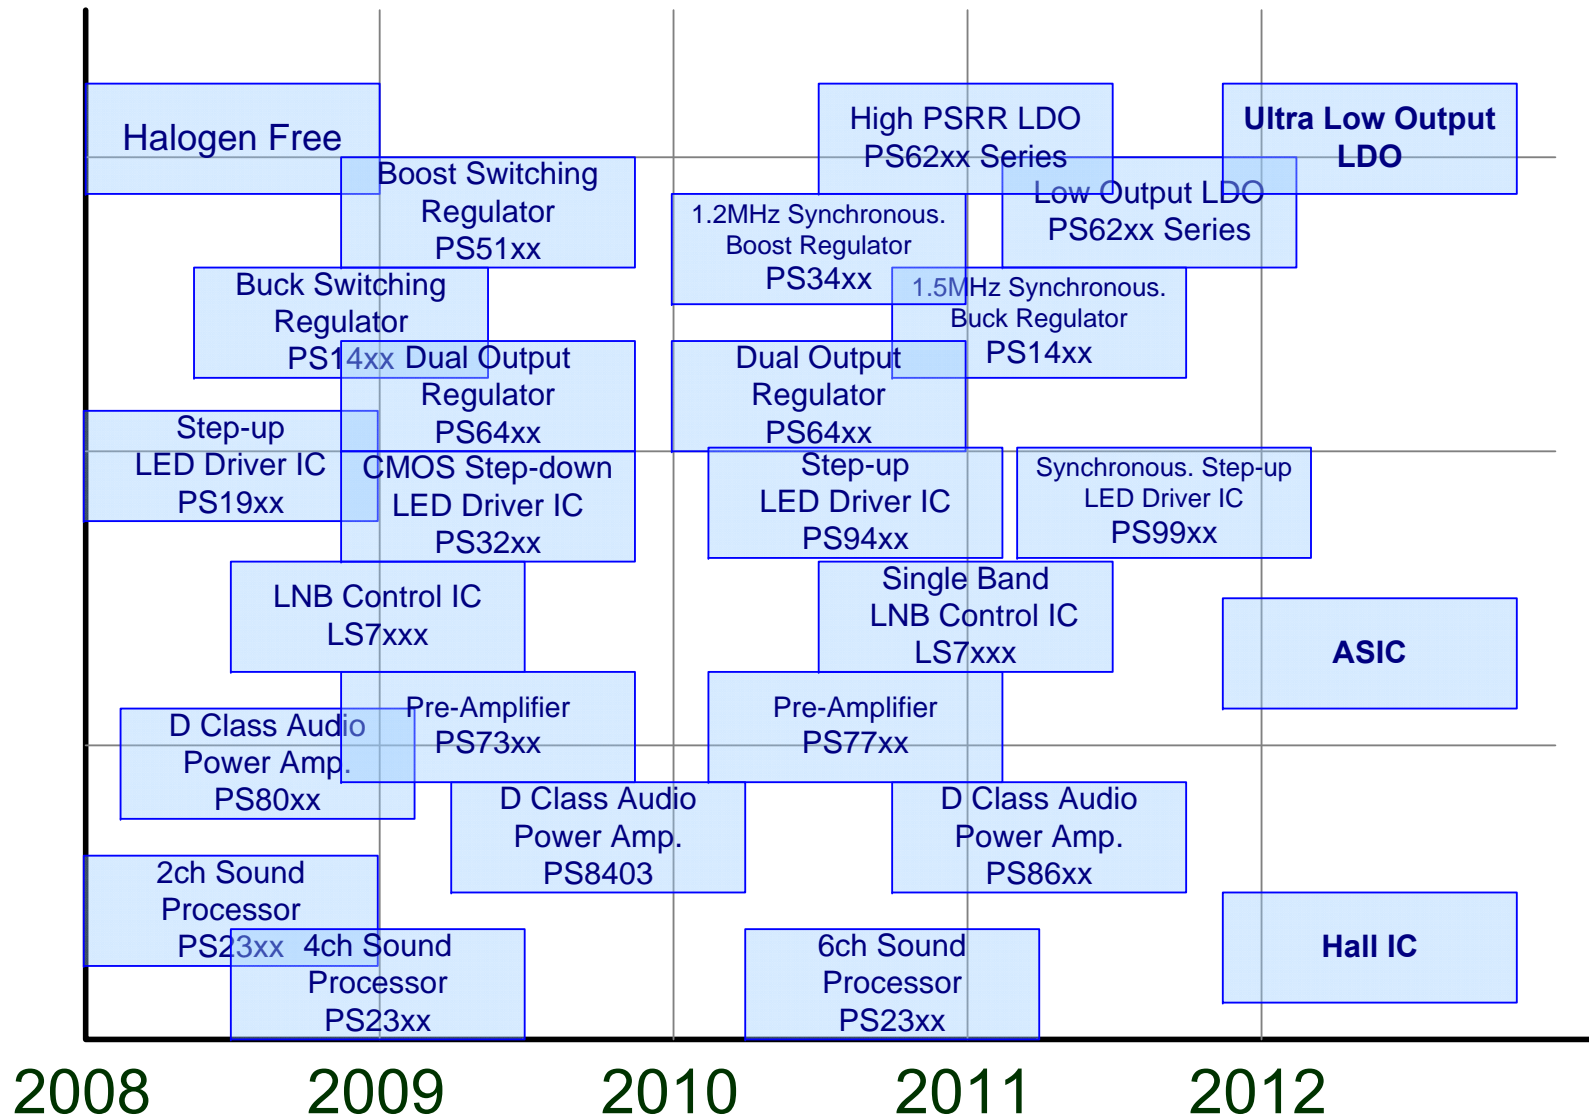 Halogen Free
High PSRR LDO
PS62xx Series
Ultra Low Output
LDO
Boost Switching
Regulator
PS51xx
1.2MHz Synchronous.
Boost Regulator
PS34xx
Low Output LDO
PS62xx Series
Buck Switching
Regulator
PS14xx
1.5MHz Synchronous.
Buck Regulator
PS14xx
Dual Output
Regulator
PS64xx
Dual Output
Regulator
PS64xx
Step-up
LED Driver IC
PS19xx
CMOS Step-down
LED Driver IC
PS32xx
Step-up
LED Driver IC
PS94xx
Synchronous. Step-up
LED Driver IC
PS99xx
LNB Control IC
LS7xxx
Single Band
LNB Control IC
LS7xxx
ASIC
Pre-Amplifier
PS73xx
Pre-Amplifier
PS77xx
D Class Audio
Power Amp.
PS80xx
D Class Audio
Power Amp.
PS8403
D Class Audio
Power Amp.
PS86xx
2ch Sound
Processor
PS23xx
4ch Sound
Processor
PS23xx
6ch Sound
Processor
PS23xx
Hall IC
2008 2009 2010 2011 2012